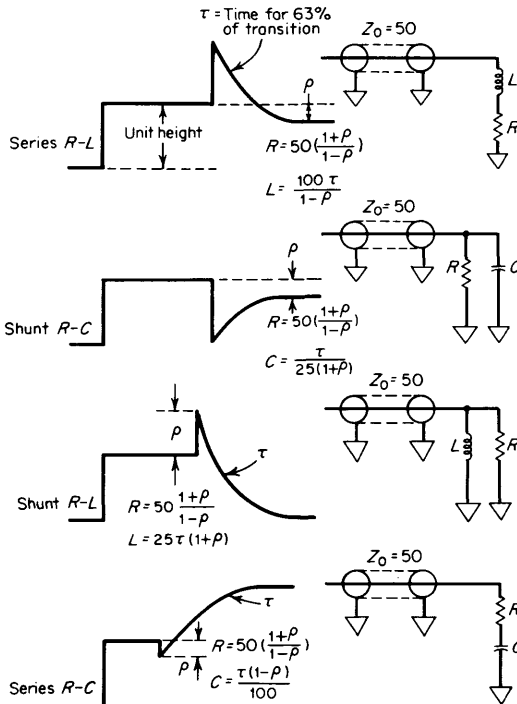 τ = Time for 63%
of transition
Z₀ = 50
ρ
L
R
Unit height
Series R-L
R = 50(1+ρ/1-ρ)
L = 100 τ/1-ρ
Z₀ = 50
ρ
R
C
R = 50(1+ρ/1-ρ)
Shunt R-C
C = τ/25(1+ρ)
Z₀ = 50
ρ
τ
L
R
Shunt R-L
R = 50 1+ρ/1-ρ
L = 25τ(1+ρ)
Z₀ = 50
τ
R
R = 50(1+ρ/1-ρ)
ρ
C
C = τ(1-ρ)/100
Series R-C